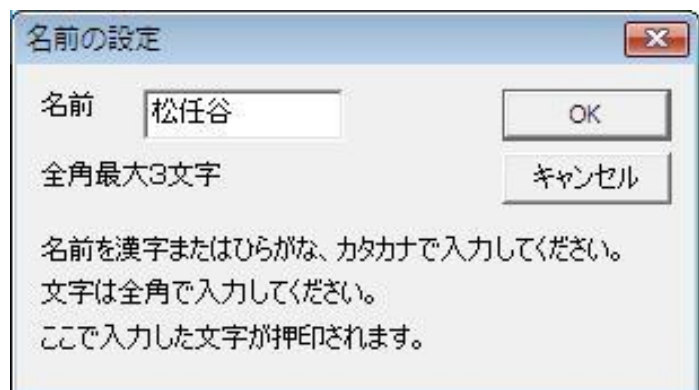 名前の設定
名前 松任谷 OK
全角最大3文字 キャンセル
名前を漢字またはひらがな、カタカナで入力してください。
文字は全角で入力してください。
ここで入力した文字が押印されます。